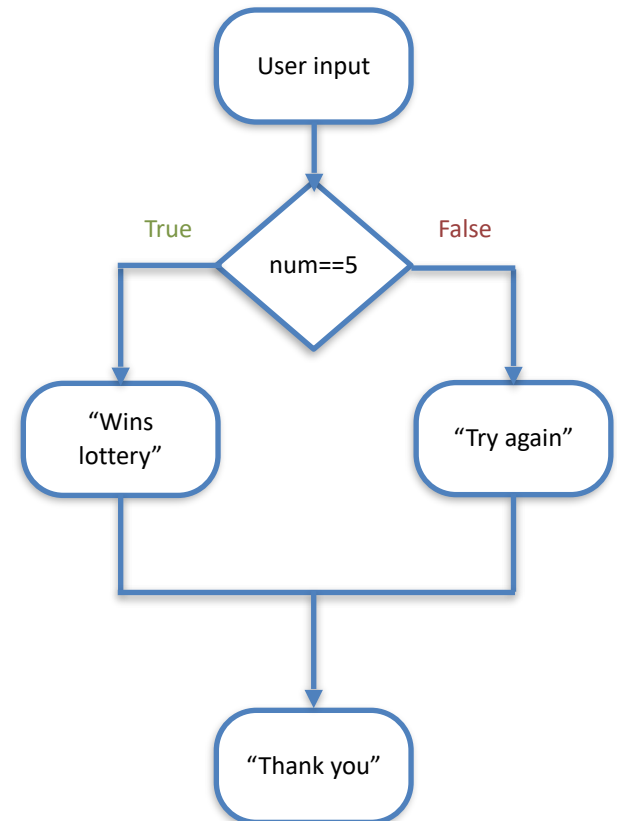 User input
True
False
num==5
“Wins
lottery”
“Try again”
“Thank you”